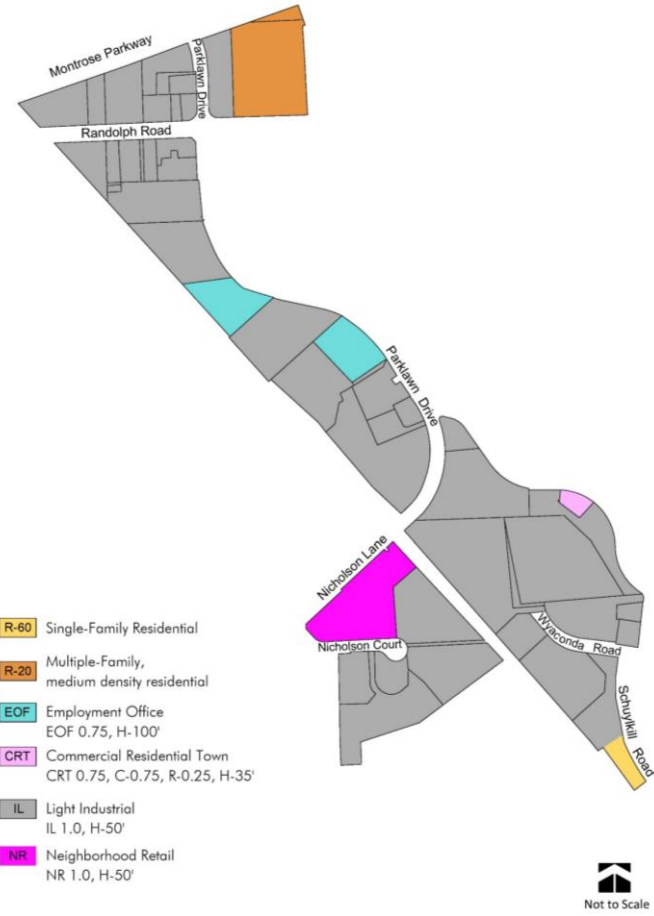 Montrose Parkway
Parklawn Drive
Randolph Road
Parklawn Drive
Nicholson Lane
Nicholson Court
Wyaconda Road
Schuylkill Road
R-60 Single-Family Residential
R-20 Multiple-Family,
medium density residential
EOF Employment Office
EOF 0.75, H-100'
CRT Commercial Residential Town
CRT 0.75, C-0.75, R-0.25, H-35'
IL Light Industrial
IL 1.0, H-50'
NR Neighborhood Retail
NR 1.0, H-50'
Not to Scale